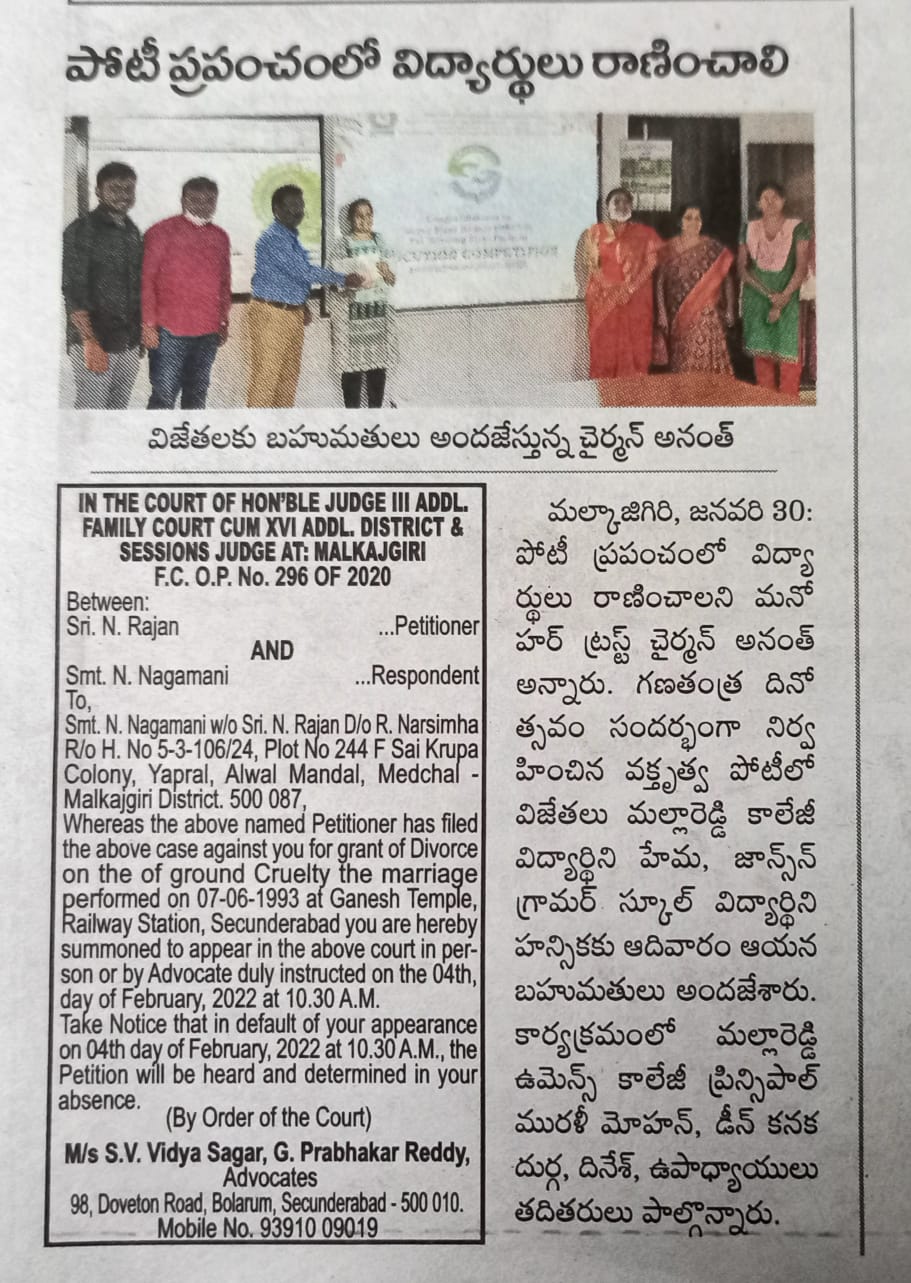 పోటీ ప్రపంచంలో విద్యార్థులు రాణించాలి
CUTION COMPETITION
విజేతలకు బహుమతులు అందజేస్తున్న చైర్మన్ అనంత్
IN THE COURT OF HON'BLE JUDGE III ADDL.
FAMILY COURT CUM XVI ADDL. DISTRICT &
SESSIONS JUDGE AT: MALKAJGIRI
F.C. O.P. No. 296 OF 2020
Between:
Sri. N. Rajan ...Petitioner
AND
Smt. N. Nagamani ...Respondent
To,
Smt. N. Nagamani w/o Sri. N. Rajan D/o R. Narsimha
R/o H. No 5-3-106/24, Plot No 244 F Sai Krupa
Colony, Yapral, Alwal Mandal, Medchal -
Malkajgiri District. 500 087,
Whereas the above named Petitioner has filed
the above case against you for grant of Divorce
on the of ground Cruelty the marriage
performed on 07-06-1993 at Ganesh Temple,
Railway Station, Secunderabad you are hereby
summoned to appear in the above court in per-
son or by Advocate duly instructed on the 04th,
day of February, 2022 at 10.30 A.M.
Take Notice that in default of your appearance
on 04th day of February, 2022 at 10.30 A.M., the
Petition will be heard and determined in your
absence.
(By Order of the Court)
M/s S.V. Vidya Sagar, G. Prabhakar Reddy,
Advocates
98, Doveton Road, Bolarum, Secunderabad - 500 010.
Mobile No. 93910 09019
మల్కాజిగిరి, జనవరి 30:
పోటీ ప్రపంచంలో విద్యా
ర్థులు రాణించాలని మనో
హర్ ట్రస్ట్ చైర్మన్ అనంత్
అన్నారు. గణతంత్ర దినో
త్సవం సందర్భంగా నిర్వ
హించిన వక్తృత్వ పోటీలో
విజేతలు మల్లారెడ్డి కాలేజీ
విద్యార్థిని హేమ, జాన్సన్
గ్రామర్ స్కూల్ విద్యార్థిని
హన్సికకు ఆదివారం ఆయన
బహుమతులు అందజేశారు.
కార్యక్రమంలో మల్లారెడ్డి
ఉమెన్స్ కాలేజీ ప్రిన్సిపాల్
మురళీ మోహన్, డీన్ కనక
దుర్గ, దినేశ్, ఉపాధ్యాయులు
తదితరులు పాల్గొన్నారు.